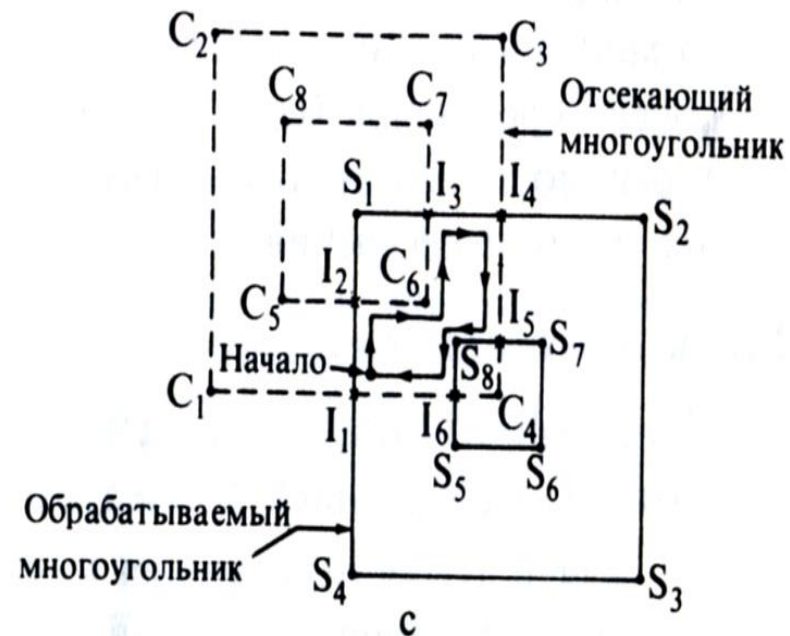 C2
C3
C8
C7
Отсекающий
многоугольник
S1
I3
I4
S2
I2
C6
C5
I5
Начало
S8
S7
C1
I1
I6
C4
S5
S6
Обрабатываемый
многоугольник
S4
S3
с